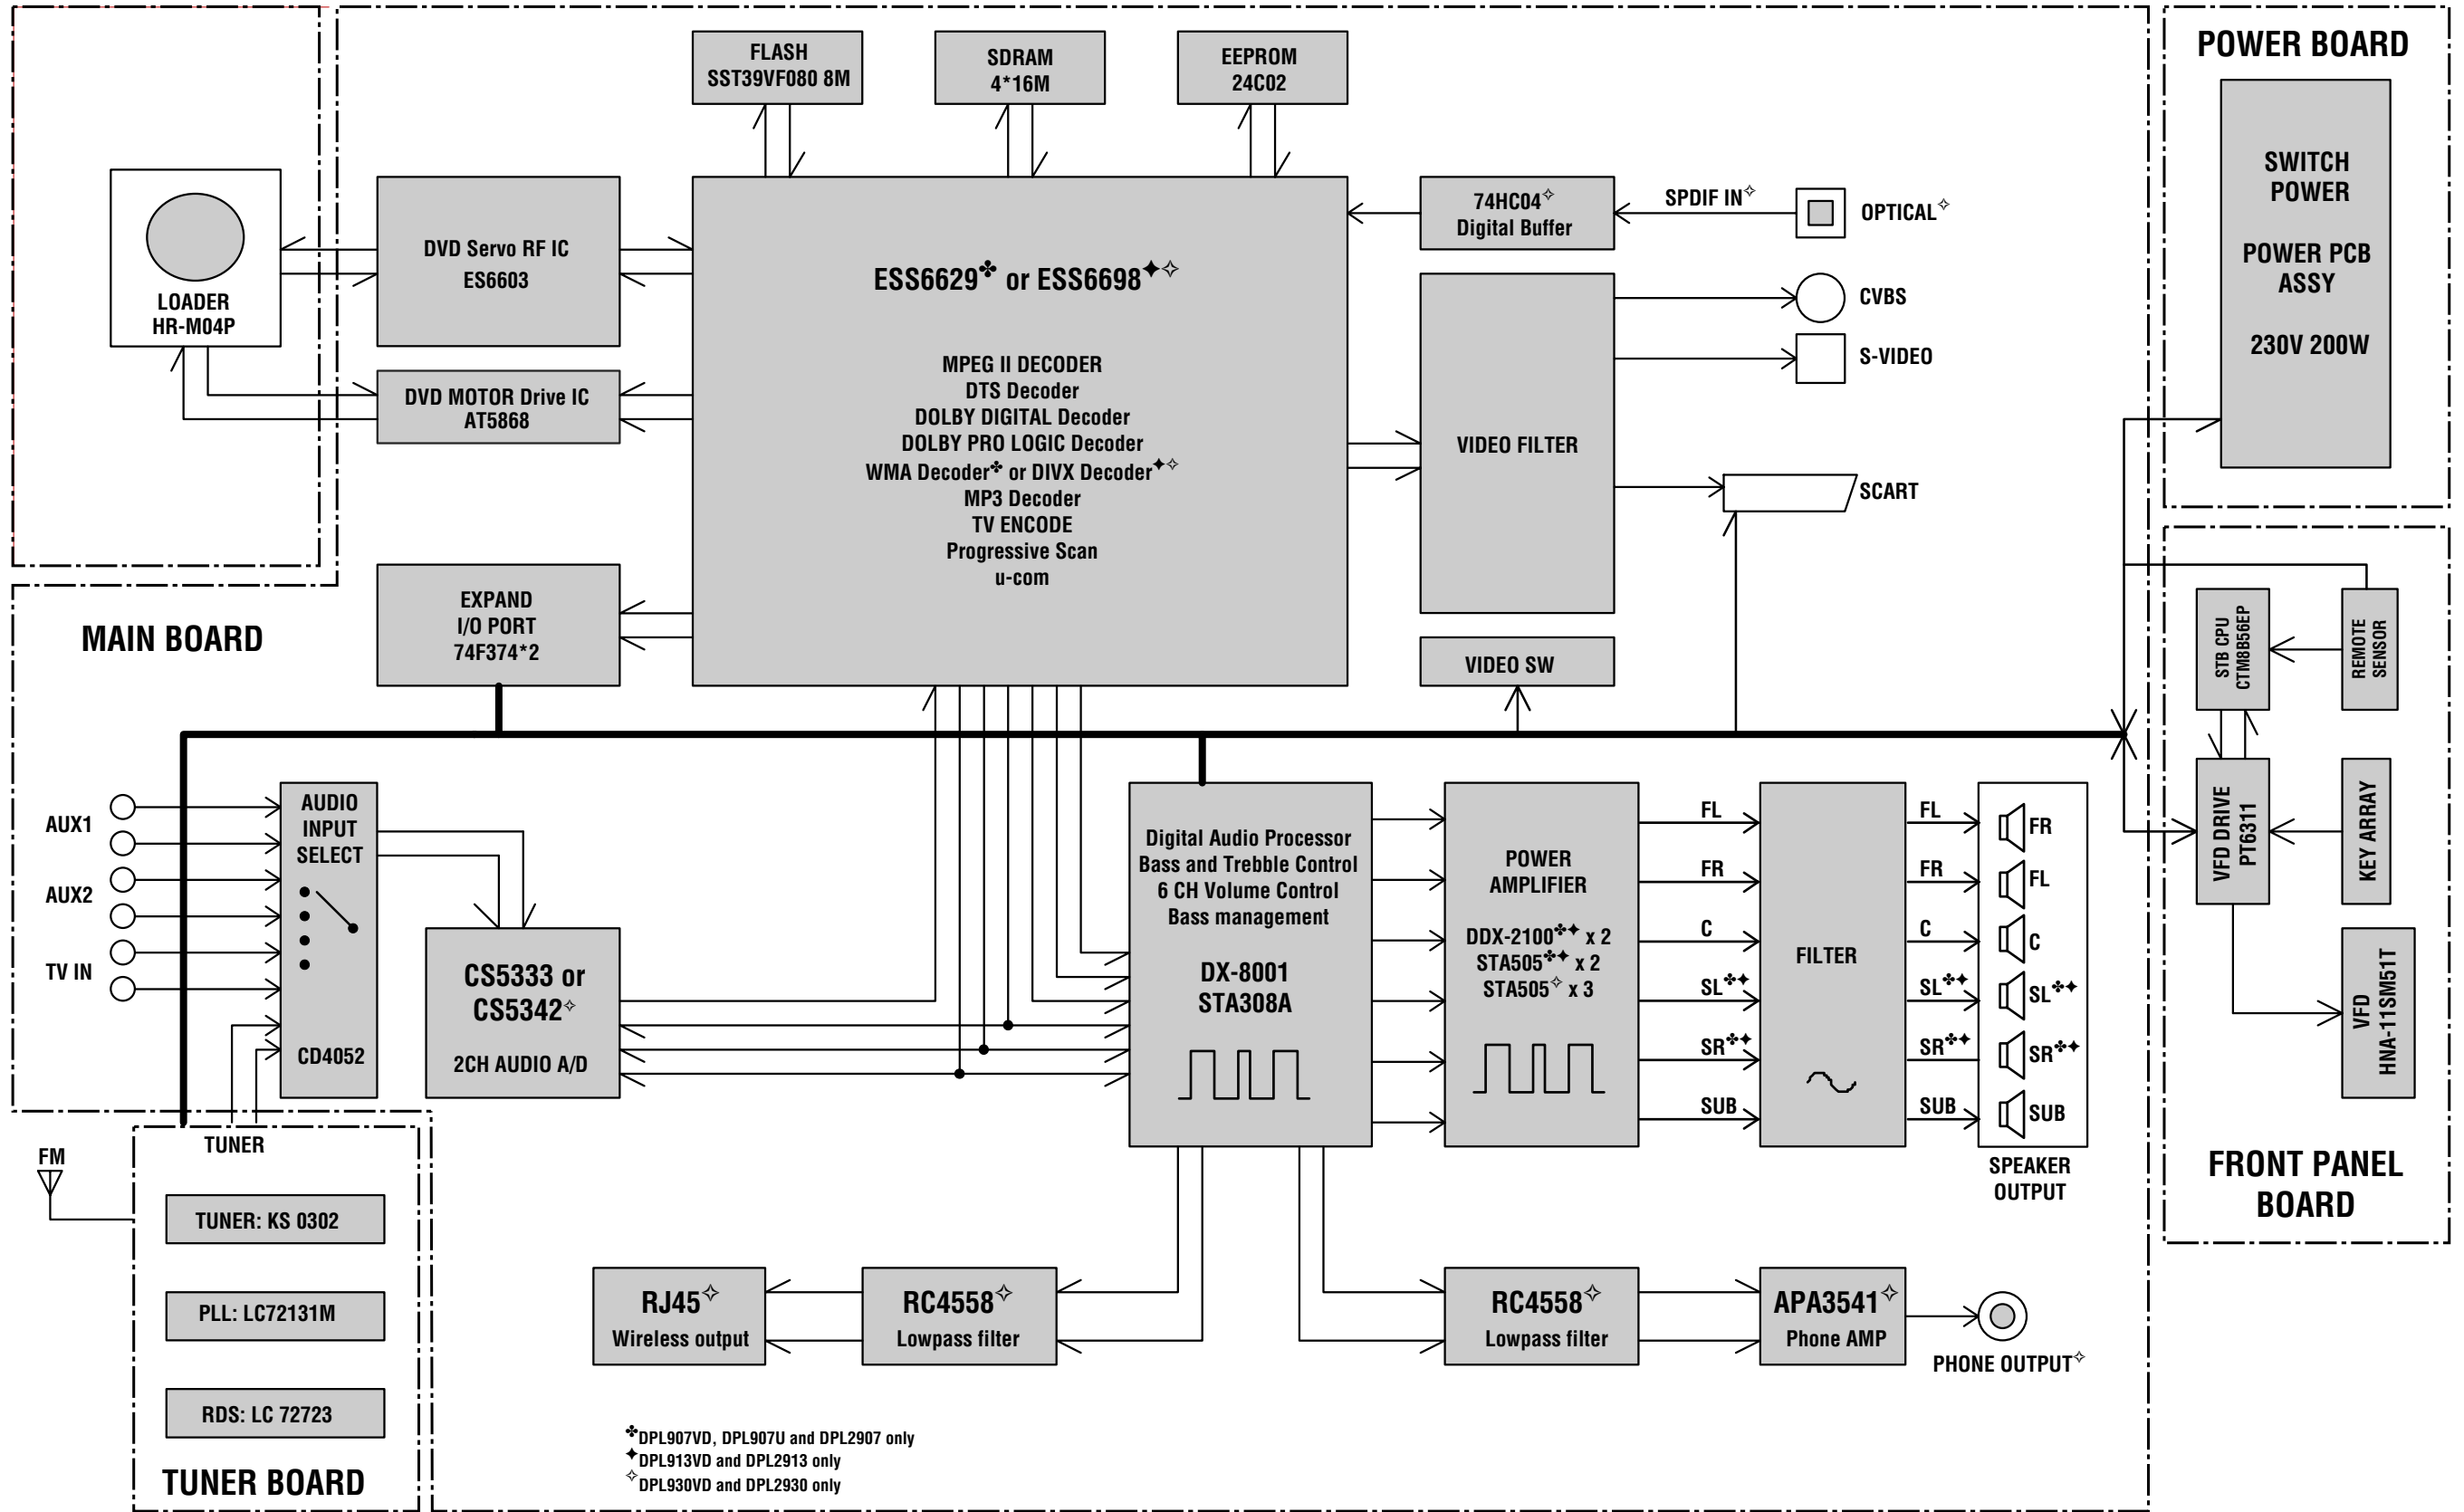 FLASH
SST39VF080 8M
SDRAM
4*16M
EEPROM
24C02
POWER BOARD
SWITCH
POWER
POWER PCB
ASSY
230V 200W
LOADER
HR-M04P
DVD Servo RF IC
ES6603
DVD MOTOR Drive IC
AT5868
ESS6629✤ or ESS6698✦✧
MPEG II DECODER
DTS Decoder
DOLBY DIGITAL Decoder
DOLBY PRO LOGIC Decoder
WMA Decoder✤ or DIVX Decoder✦✧
MP3 Decoder
TV ENCODE
Progressive Scan
u-com
74HC04✧
Digital Buffer
SPDIF IN✧
OPTICAL✧
VIDEO FILTER
CVBS
S-VIDEO
SCART
VIDEO SW
EXPAND
I/O PORT
74F374*2
MAIN BOARD
STB CPU
CTM8B56EP
REMOTE
SENSOR
VFD DRIVE
PT6311
KEY ARRAY
VFD
HNA-11SM51T
FRONT PANEL
BOARD
AUX1
AUX2
TV IN
AUDIO
INPUT
SELECT
CD4052
CS5333 or
CS5342✧
2CH AUDIO A/D
Digital Audio Processor
Bass and Trebble Control
6 CH Volume Control
Bass management
DX-8001
STA308A
POWER
AMPLIFIER
DDX-2100✤✦ x 2
STA505✤✦ x 2
STA505✧ x 3
FL
FR
C
SL✤✦
SR✤✦
SUB
FILTER
FL
FR
C
SL✤✦
SR✤✦
SUB
FR
FL
C
SL✤✦
SR✤✦
SUB
SPEAKER
OUTPUT
FM
TUNER
TUNER: KS 0302
PLL: LC72131M
RDS: LC 72723
TUNER BOARD
RJ45✧
Wireless output
RC4558✧
Lowpass filter
RC4558✧
Lowpass filter
APA3541✧
Phone AMP
PHONE OUTPUT✧
✤DPL907VD, DPL907U and DPL2907 only
✦DPL913VD and DPL2913 only
✧DPL930VD and DPL2930 only